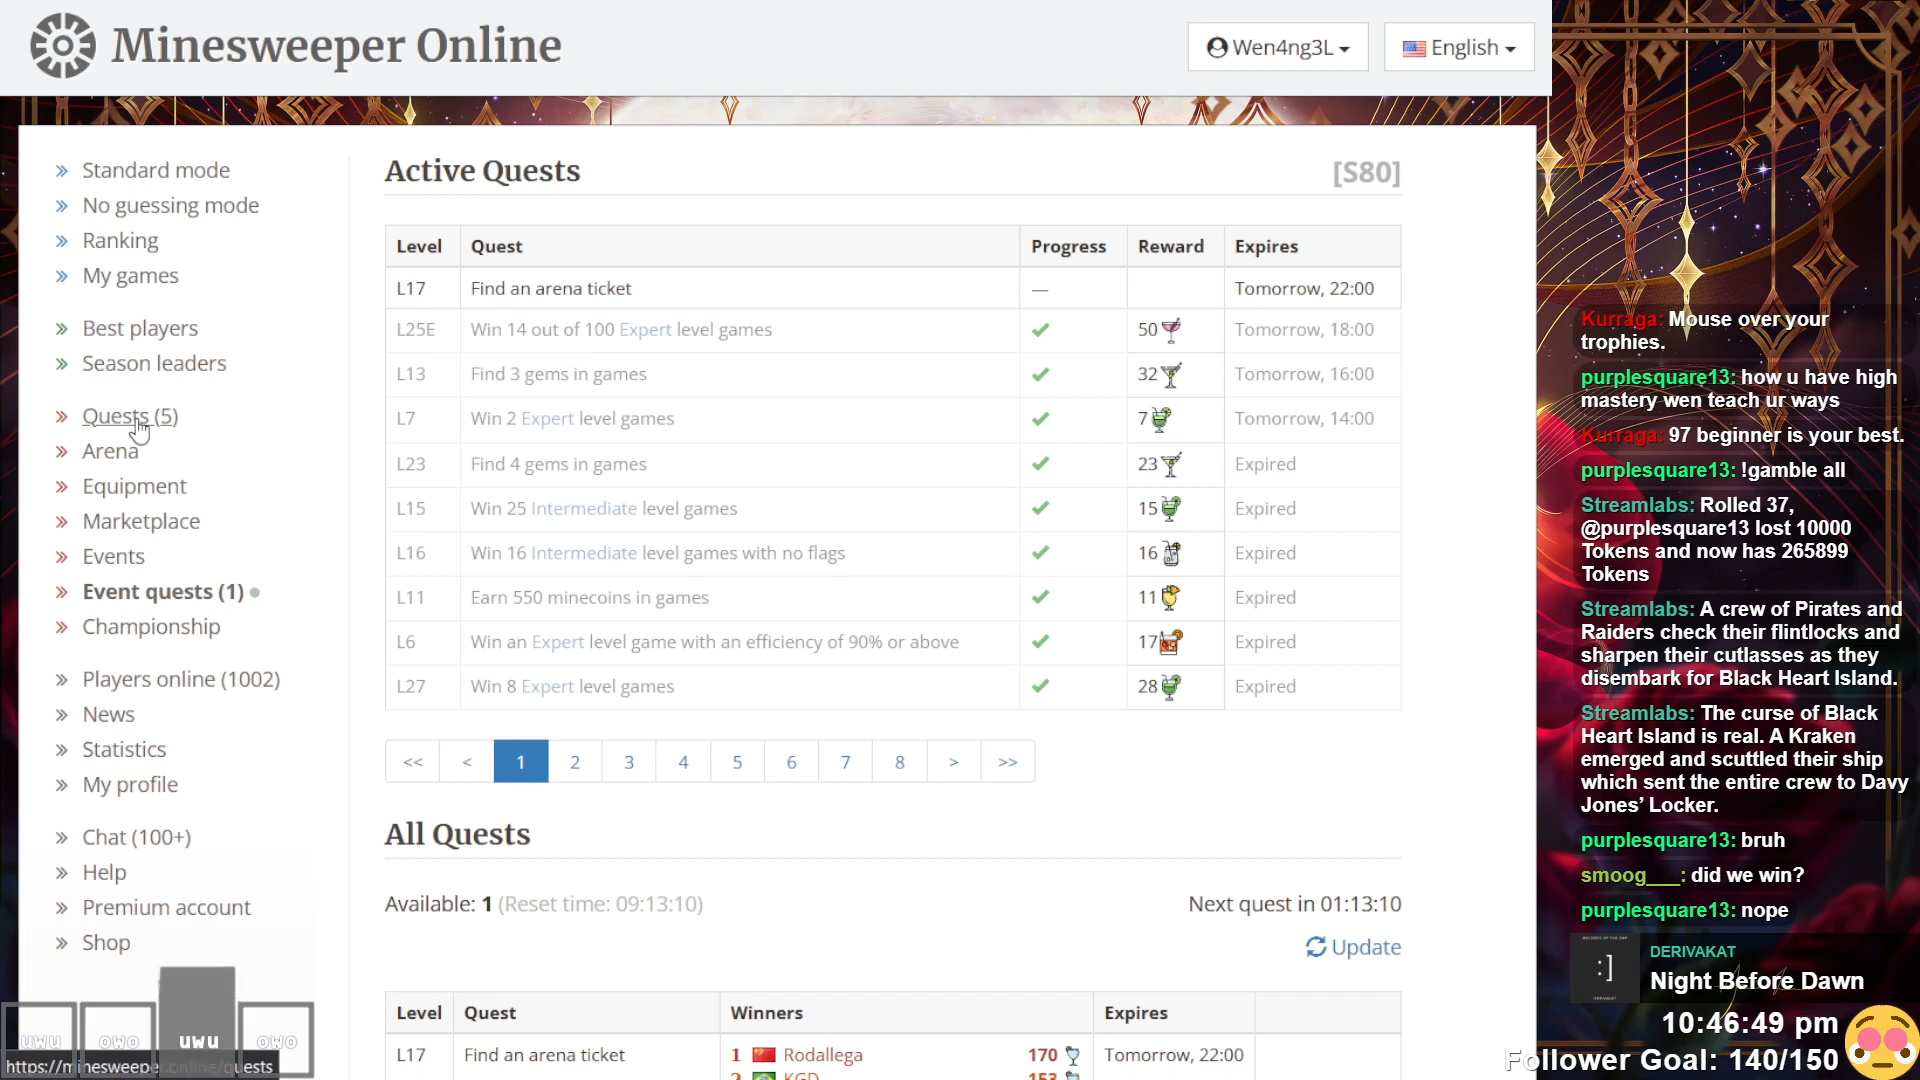 Minesweeper Online
Wen4ng3L
English
Standard mode
No guessing mode
Ranking
My games
Best players
Season leaders
Quests (5)
Arena
Equipment
Marketplace
Events
Event quests (1)
Championship
Players online (1002)
News
Statistics
My profile
Chat (100+)
Help
Premium account
Shop
uwu owo uwu owo
https://minesweeper.online/quests
Active Quests [S80]
Level Quest Progress Reward Expires
L17 Find an arena ticket — Tomorrow, 22:00
L25E Win 14 out of 100 Expert level games 50 Tomorrow, 18:00
L13 Find 3 gems in games 32 Tomorrow, 16:00
L7 Win 2 Expert level games 7 Tomorrow, 14:00
L23 Find 4 gems in games 23 Expired
L15 Win 25 Intermediate level games 15 Expired
L16 Win 16 Intermediate level games with no flags 16 Expired
L11 Earn 550 minecoins in games 11 Expired
L6 Win an Expert level game with an efficiency of 90% or above 17 Expired
L27 Win 8 Expert level games 28 Expired
<< < 1 2 3 4 5 6 7 8 > >>
All Quests
Available: 1 (Reset time: 09:13:10) Next quest in 01:13:10
Update
Level Quest Winners Expires
L17 Find an arena ticket 1 Rodallega 170 Tomorrow, 22:00
2 KGD 153
Kurraga: Mouse over your
trophies.
purplesquare13: how u have high
mastery wen teach ur ways
Kurraga: 97 beginner is your best.
purplesquare13: !gamble all
Streamlabs: Rolled 37,
@purplesquare13 lost 10000
Tokens and now has 265899
Tokens
Streamlabs: A crew of Pirates and
Raiders check their flintlocks and
sharpen their cutlasses as they
disembark for Black Heart Island.
Streamlabs: The curse of Black
Heart Island is real. A Kraken
emerged and scuttled their ship
which sent the entire crew to Davy
Jones' Locker.
purplesquare13: bruh
smoog___: did we win?
purplesquare13: nope
:]
DERIVAKAT
DERIVAKAT
Night Before Dawn
10:46:49 pm
Follower Goal: 140/150